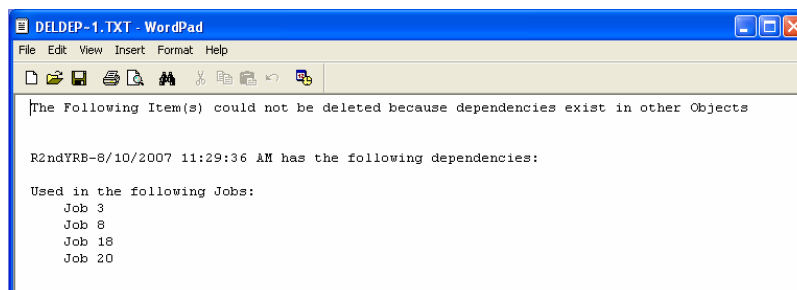 DELDEP~1.TXT - WordPad
File Edit View Insert Format Help
The Following Item(s) could not be deleted because dependencies exist in other Objects
R2ndYRB-8/10/2007 11:29:36 AM has the following dependencies:
Used in the following Jobs:
Job 3
Job 8
Job 18
Job 20